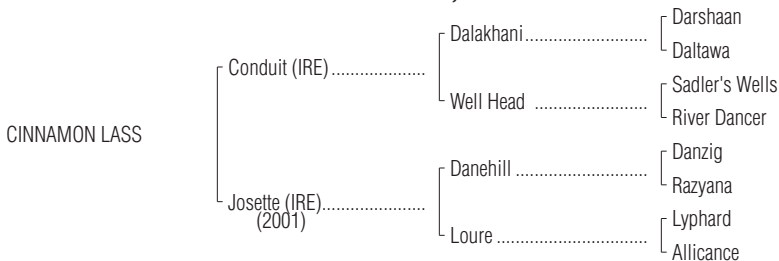 Darshaan
Dalakhani..............................
Daltawa
Conduit (IRE)....................
Sadler's Wells
Well Head ...........................
River Dancer
CINNAMON LASS
Danzig
Danehill ...............................
Razyana
Josette (IRE)......................
(2001)
Lyphard
Loure ...................................
Allicance